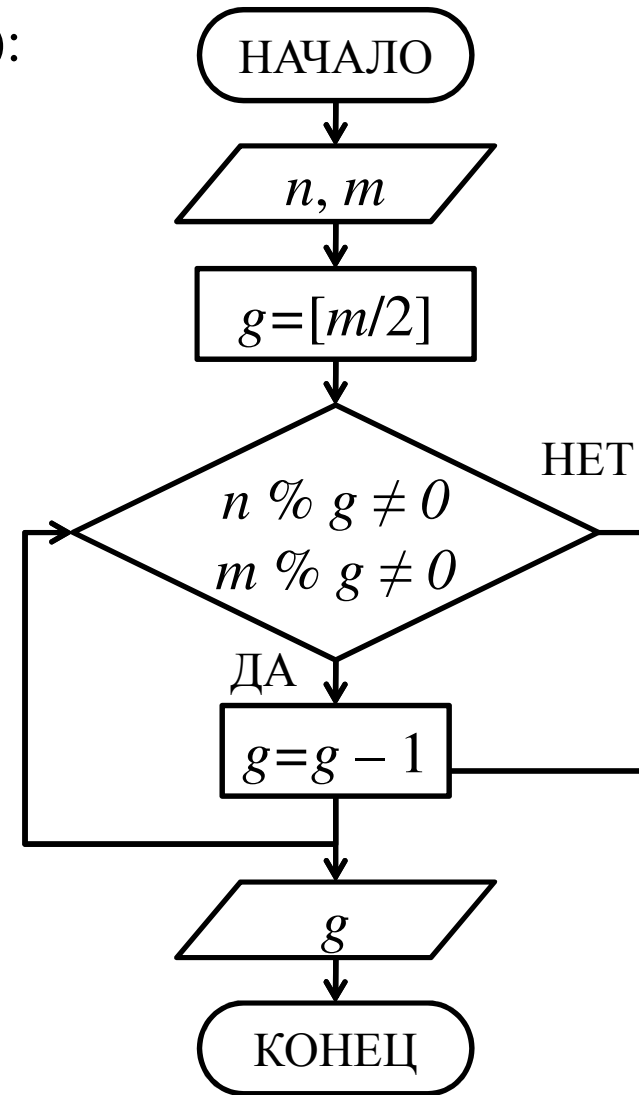 ):
НАЧАЛО
n, m
g=[m/2]
НЕТ
n % g ≠ 0
m % g ≠ 0
ДА
g=g – 1
g
КОНЕЦ